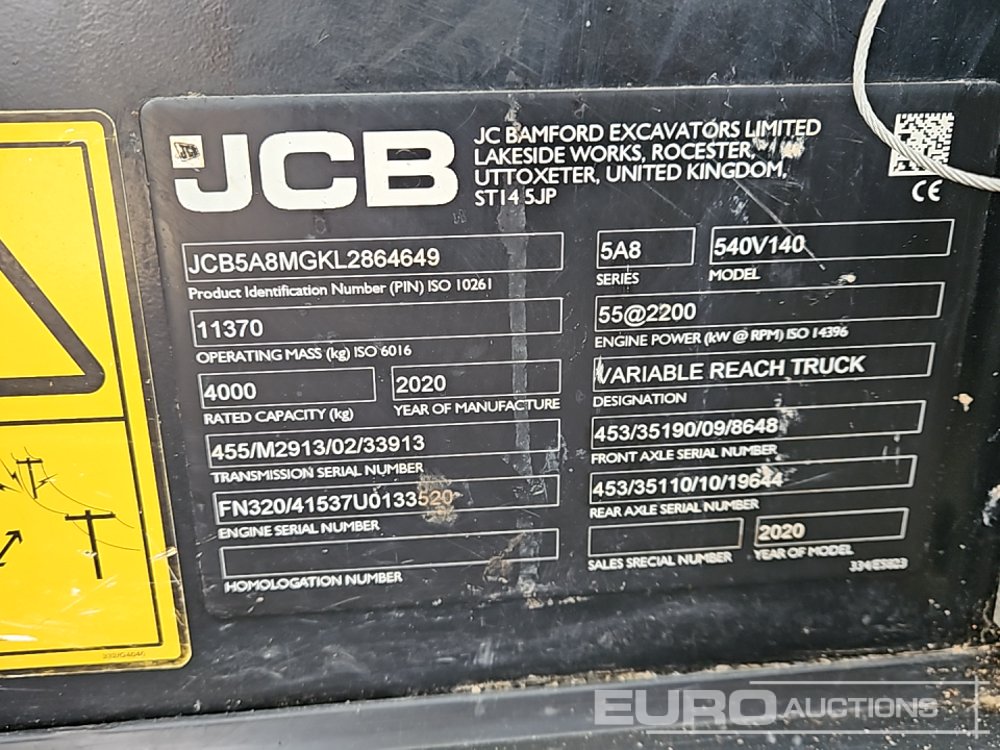 JCB
JC BAMFORD EXCAVATORS LIMITED
LAKESIDE WORKS, ROCESTER,
UTTOXETER, UNITED KINGDOM,
ST14 5JP
CE
JCB5A8MGKL2864649
Product Identification Number (PIN) ISO 10261
5A8
SERIES
540V140
MODEL
11370
OPERATING MASS (kg) ISO 6016
55@2200
ENGINE POWER (kW @ RPM) ISO 14396
4000
RATED CAPACITY (kg)
2020
YEAR OF MANUFACTURE
VARIABLE REACH TRUCK
DESIGNATION
455/M2913/02/33913
TRANSMISSION SERIAL NUMBER
453/35190/09/8648
FRONT AXLE SERIAL NUMBER
FN320/41537U0133520
ENGINE SERIAL NUMBER
453/35110/10/19644
REAR AXLE SERIAL NUMBER
HOMOLOGATION NUMBER
SALES SRECIAL NUMBER
2020
YEAR OF MODEL
EURO AUCTIONS